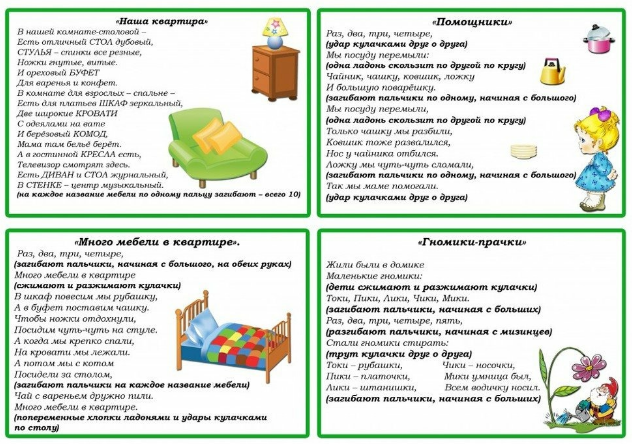 «Наша квартира»
В нашей комнате-столовой –
Есть отличный СТОЛ дубовый,
СТУЛЬЯ – спинки все резные,
Ножки гнутые, витые.
И ореховый БУФЕТ
Для варенья и конфет.
В комнате для взрослых – спальне –
Есть для платьев ШКАФ зеркальный,
Две широкие КРОВАТИ
С одеялами на вате
И берёзовый КОМОД,
Мама там бельё берёт.
А в гостинной КРЕСЛА есть,
Телевизор смотрят здесь.
Есть ДИВАН и СТОЛ журнальный,
В СТЕНКЕ – центр музыкальный.
(на каждое название мебели по одному пальцу загибают – всего 10)
«Помощники»
Раз, два, три, четыре,
(удар кулачками друг о друга)
Мы посуду перемыли:
(одна ладонь скользит по другой по кругу)
Чайник, чашку, ковшик, ложку
И большую поварёшку.
(загибают пальчики по одному, начиная с большого)
Мы посуду перемыли,
(одна ладонь скользит по другой по кругу)
Только чашку мы разбили,
Ковшик тоже развалился,
Нос у чайника отбился.
Ложку мы чуть-чуть сломали,
(загибают пальчики по одному, начиная с большого)
Так мы маме помогали.
(удар кулачками друг о друга)
«Много мебели в квартире».
Раз, два, три, четыре,
(загибают пальчики, начиная с большого, на обеих руках)
Много мебели в квартире
(сжимают и разжимают кулачки)
В шкаф повесим мы рубашку,
А в буфет поставим чашку.
Чтобы ножки отдохнули,
Посидим чуть-чуть на стуле.
А когда мы крепко спали,
На кровати мы лежали.
А потом мы с котом
Посидели за столом,
(загибают пальчики на каждое название мебели)
Чай с вареньем дружно пили.
Много мебели в квартире.
(попеременные хлопки ладонями и удары кулачками
по столу)
«Гномики-прачки»
Жили были в домике
Маленькие гномики:
(дети сжимают и разжимают кулачки)
Токи, Пики, Лики, Чики, Мики.
(загибают пальчики, начиная с больших)
Раз, два, три, четыре, пять,
(разгибают пальчики, начиная с мизинцев)
Стали гномики стирать:
(трут кулачки друг о друга)
Токи – рубашки, Чики – носочки,
Пики – платочки, Мики умница был,
Лики – штанишки, Всем водичку носил.
(загибают пальчики, начиная с больших)